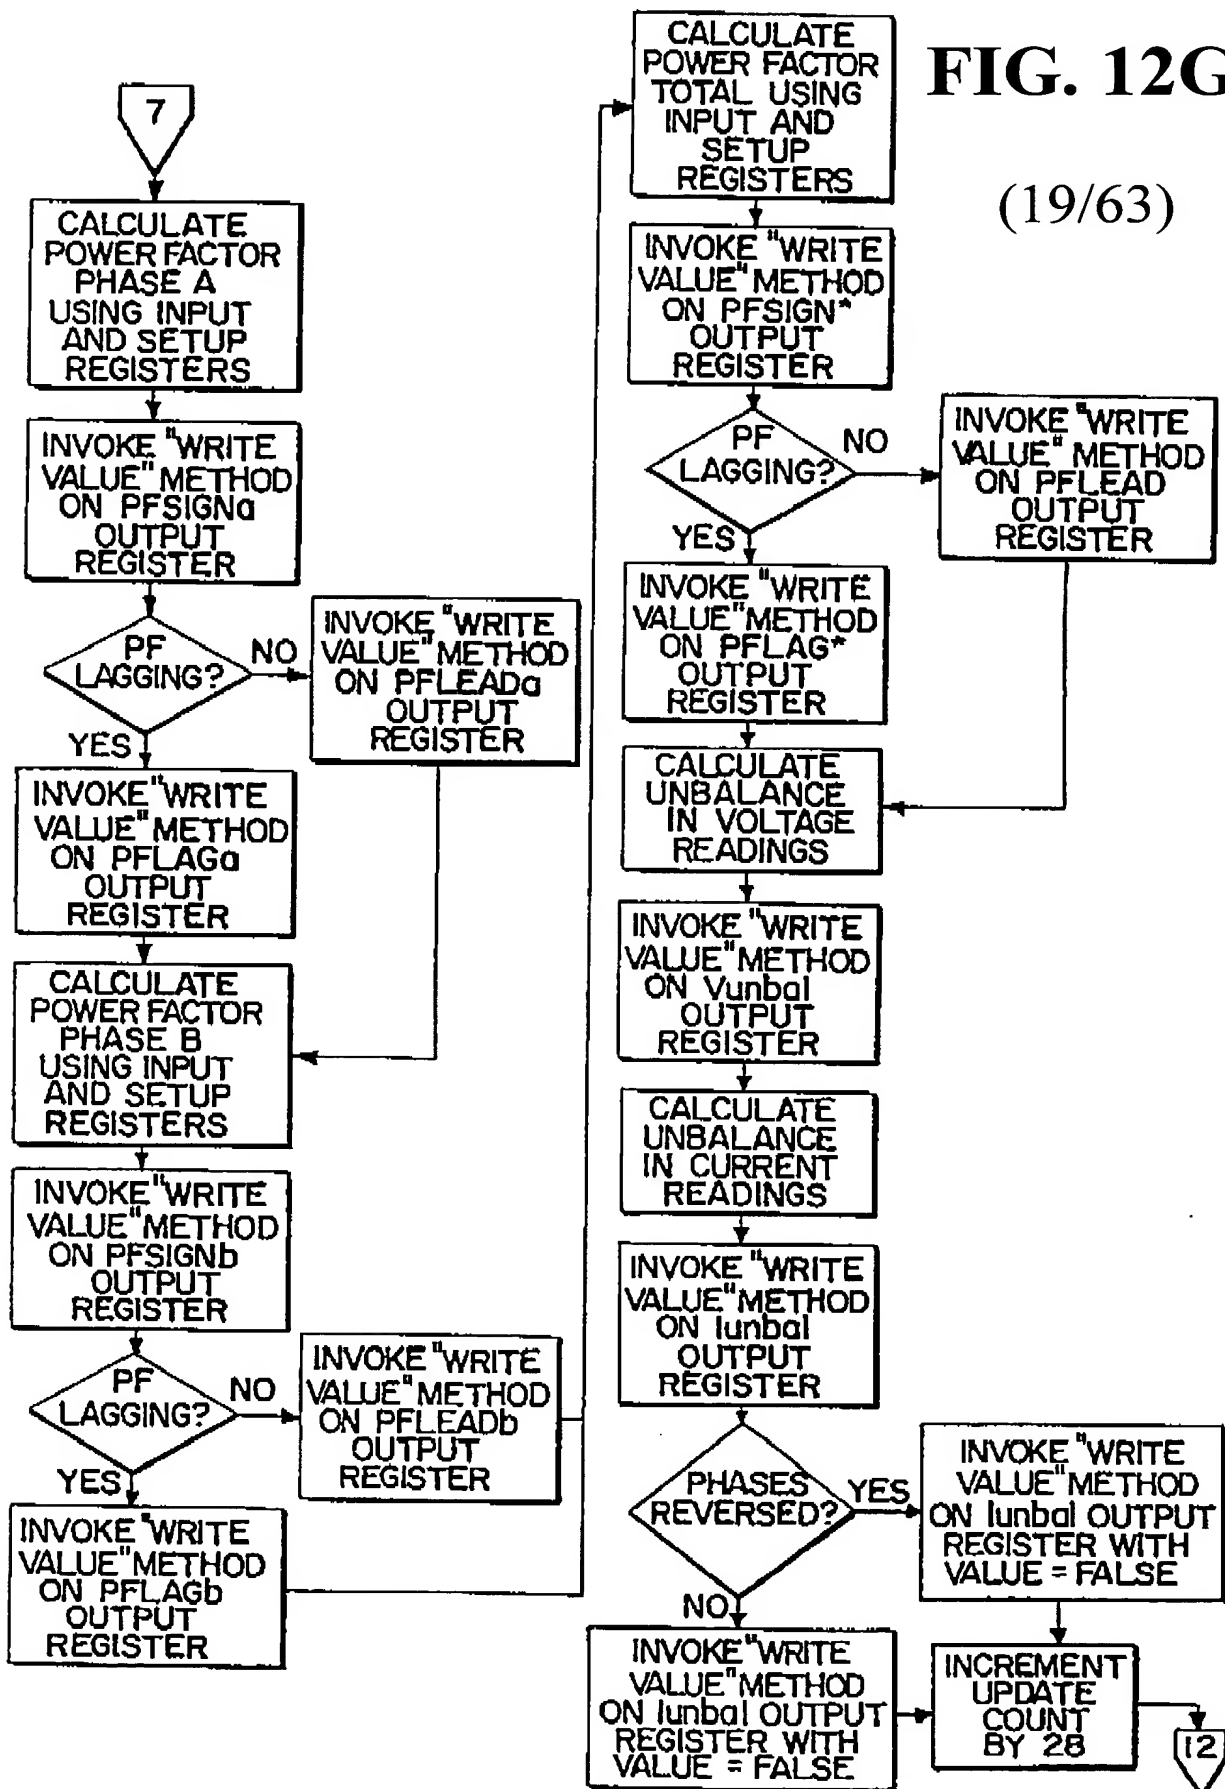 FIG. 12G
(19/63)
7
CALCULATE
POWER FACTOR
PHASE A
USING INPUT
AND SETUP
REGISTERS
INVOKE "WRITE
VALUE" METHOD
ON PFSIGNa
OUTPUT
REGISTER
PF
LAGGING?
NO
YES
INVOKE "WRITE
VALUE" METHOD
ON PFLEADa
OUTPUT
REGISTER
INVOKE "WRITE
VALUE" METHOD
ON PFLAGa
OUTPUT
REGISTER
CALCULATE
POWER FACTOR
PHASE B
USING INPUT
AND SETUP
REGISTERS
INVOKE "WRITE
VALUE" METHOD
ON PFSIGNb
OUTPUT
REGISTER
PF
LAGGING?
NO
YES
INVOKE "WRITE
VALUE" METHOD
ON PFLEADb
OUTPUT
REGISTER
INVOKE "WRITE
VALUE" METHOD
ON PFLAGb
OUTPUT
REGISTER
CALCULATE
POWER FACTOR
TOTAL USING
INPUT AND
SETUP
REGISTERS
INVOKE "WRITE
VALUE" METHOD
ON PFSIGN*
OUTPUT
REGISTER
PF
LAGGING?
NO
YES
INVOKE "WRITE
VALUE" METHOD
ON PFLEAD
OUTPUT
REGISTER
INVOKE "WRITE
VALUE" METHOD
ON PFLAG*
OUTPUT
REGISTER
CALCULATE
UNBALANCE
IN VOLTAGE
READINGS
INVOKE "WRITE
VALUE" METHOD
ON Vunbal
OUTPUT
REGISTER
CALCULATE
UNBALANCE
IN CURRENT
READINGS
INVOKE "WRITE
VALUE" METHOD
ON Iunbal
OUTPUT
REGISTER
PHASES
REVERSED?
YES
NO
INVOKE "WRITE
VALUE" METHOD
ON Iunbal OUTPUT
REGISTER WITH
VALUE = FALSE
INVOKE "WRITE
VALUE" METHOD
ON Iunbal OUTPUT
REGISTER WITH
VALUE = FALSE
INCREMENT
UPDATE
COUNT
BY 28
12